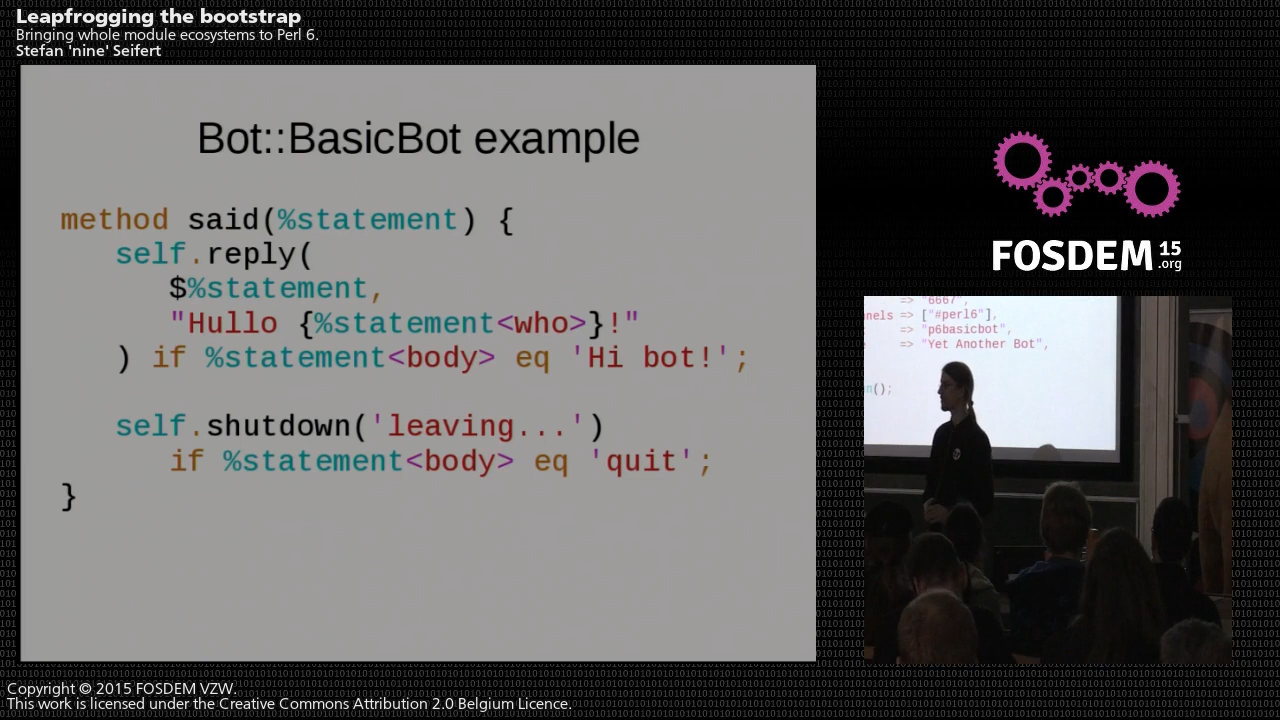 Leapfrogging the bootstrap
Bringing whole module ecosystems to Perl 6.
Stefan 'nine' Seifert
Bot::BasicBot example
method said(%statement) {
self.reply(
$%statement,
"Hullo {%statement<who>}!"
) if %statement<body> eq 'Hi bot!';
self.shutdown('leaving...')
if %statement<body> eq 'quit';
}
FOSDEM 15
.org
=> "6667",
nels => ["#perl6"],
=> "p6basicbot",
=> "Yet Another Bot",
n();
Copyright © 2015 FOSDEM VZW.
This work is licensed under the Creative Commons Attribution 2.0 Belgium Licence.